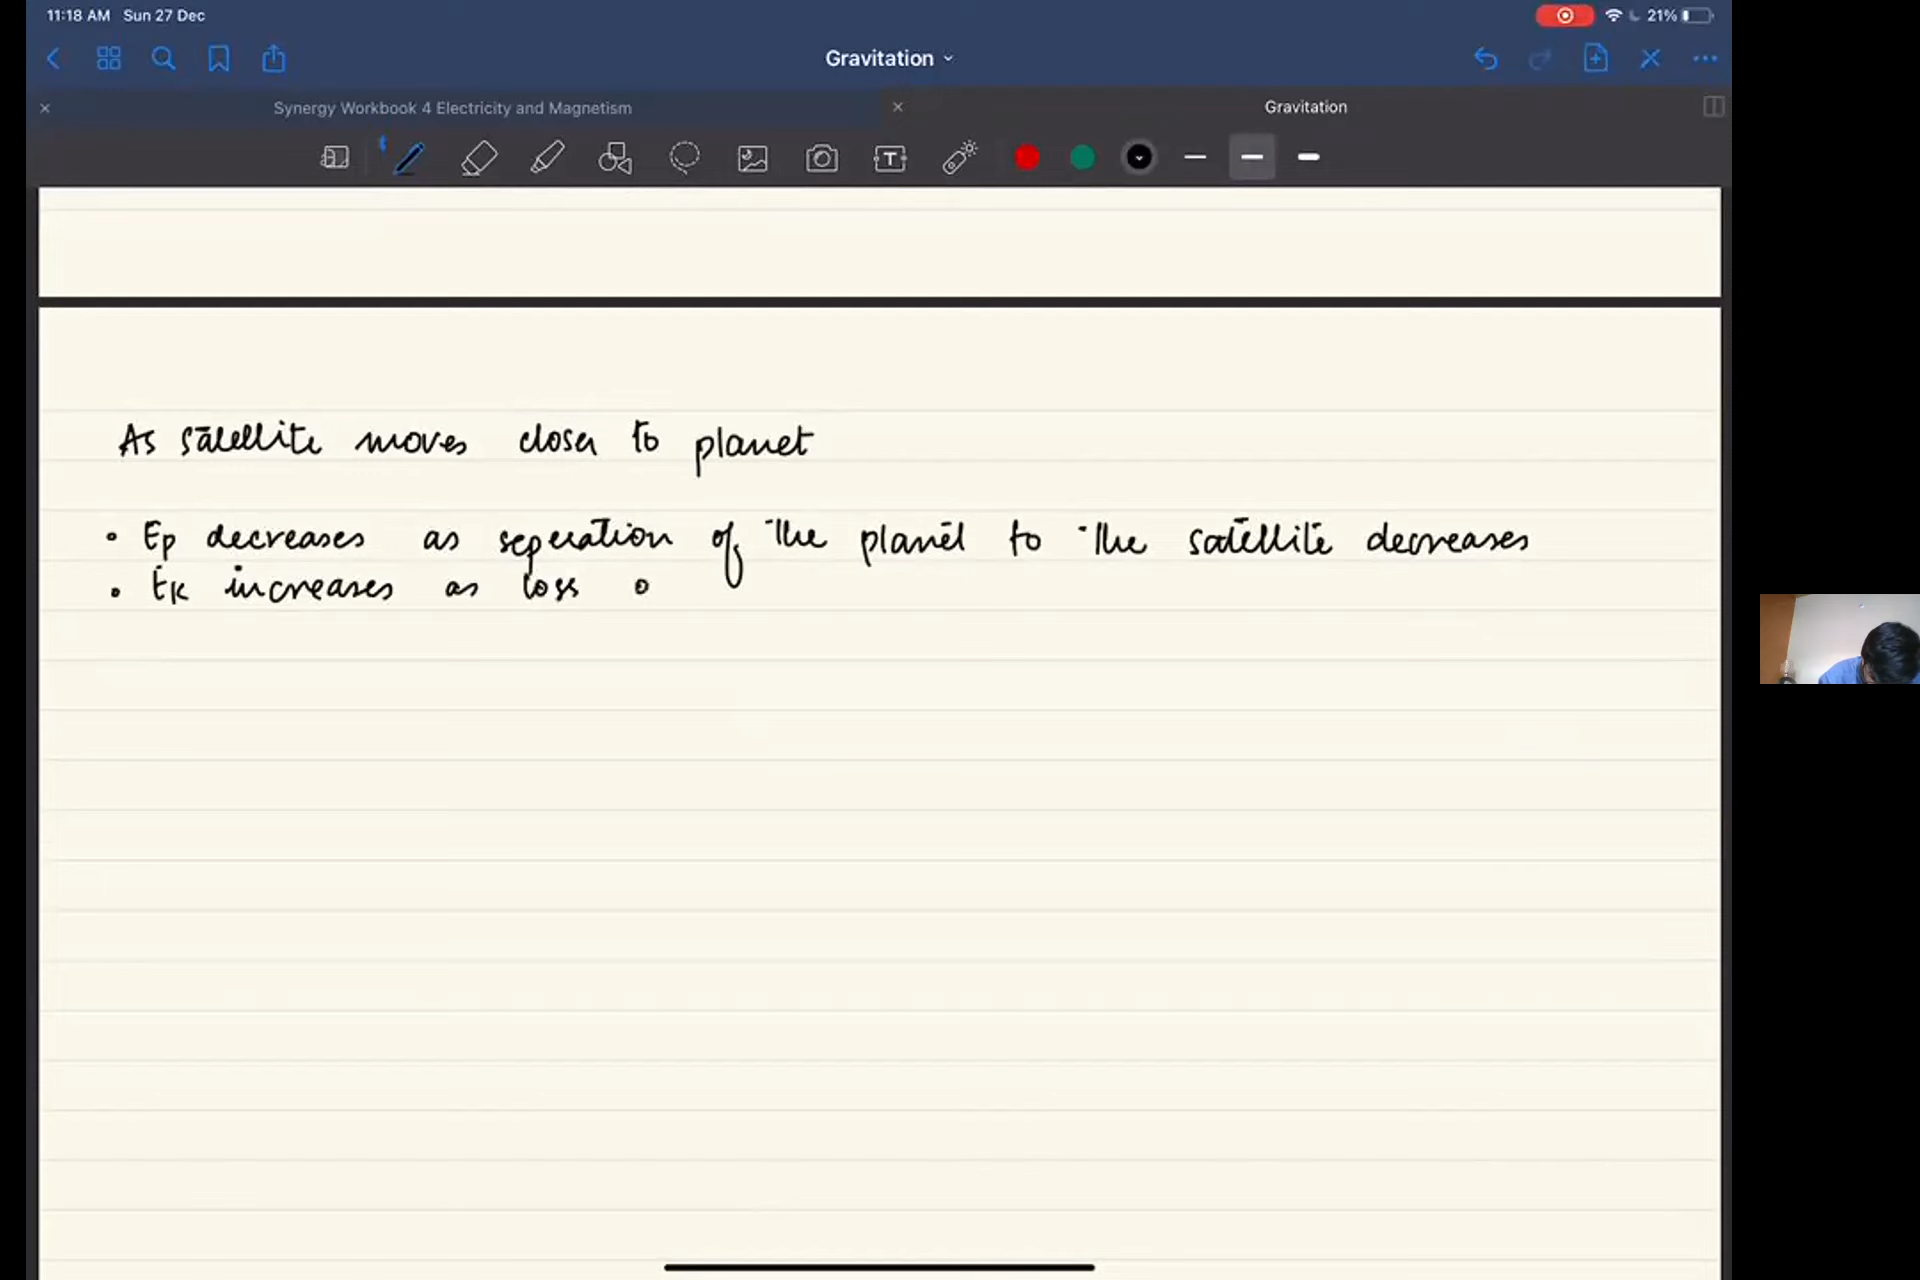 11:18 AM Sun 27 Dec
21%
Gravitation
Synergy Workbook 4 Electricity and Magnetism
Gravitation
T
As satellite moves closer to planet
• Ep decreases as seperation of the planet to the satellite decreases
• Ek increases as loss o